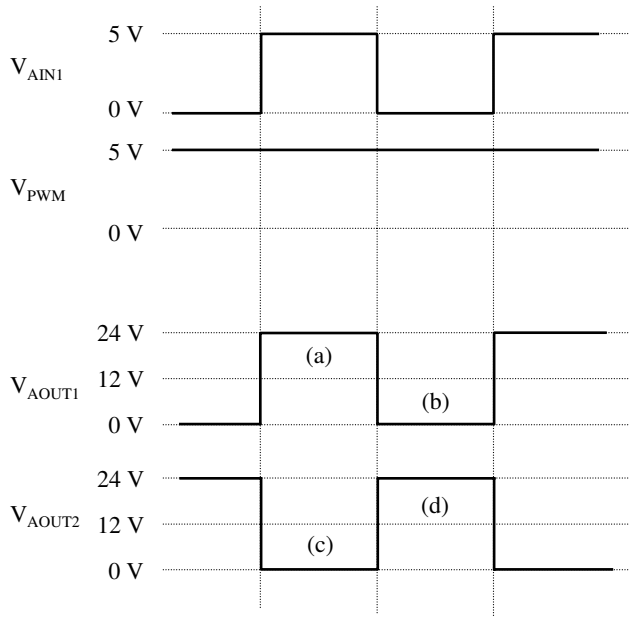 5 V
V_AIN1
0 V
5 V
V_PWM
0 V
24 V
(a)
12 V
V_AOUT1
(b)
0 V
24 V
V_AOUT2
(d)
12 V
(c)
0 V